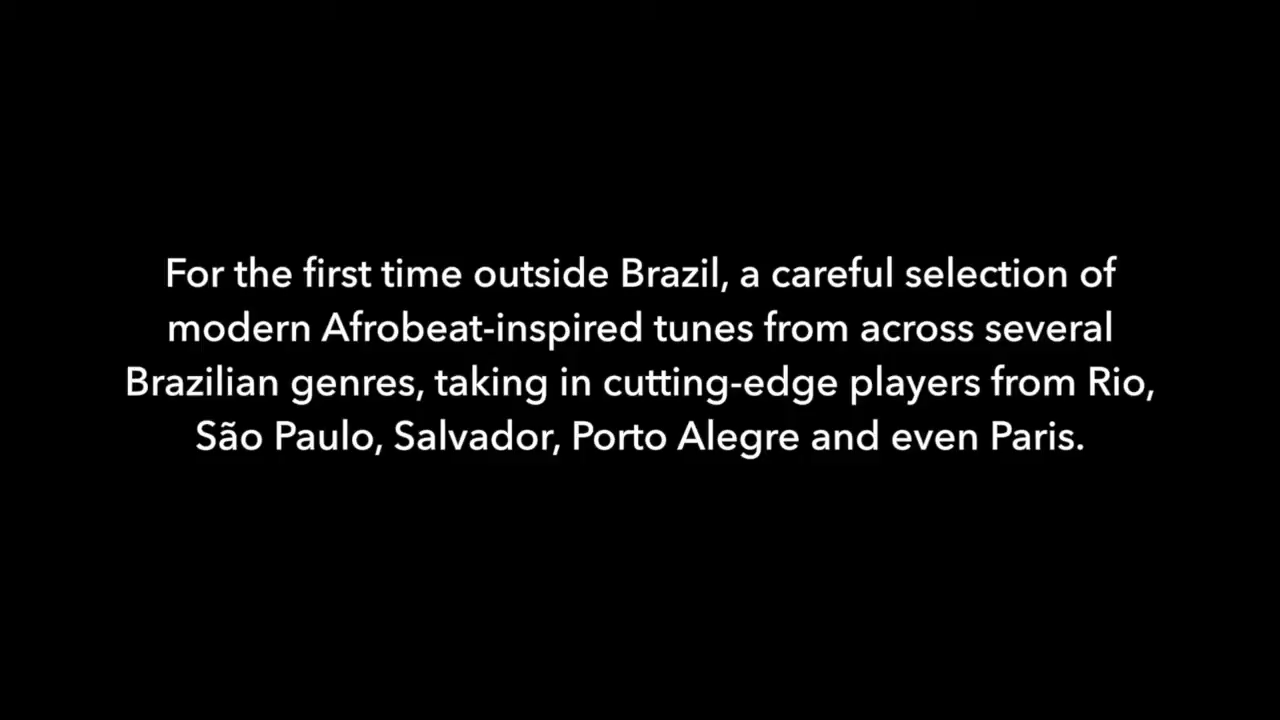 For the first time outside Brazil, a careful selection of
modern Afrobeat-inspired tunes from across several
Brazilian genres, taking in cutting-edge players from Rio,
São Paulo, Salvador, Porto Alegre and even Paris.